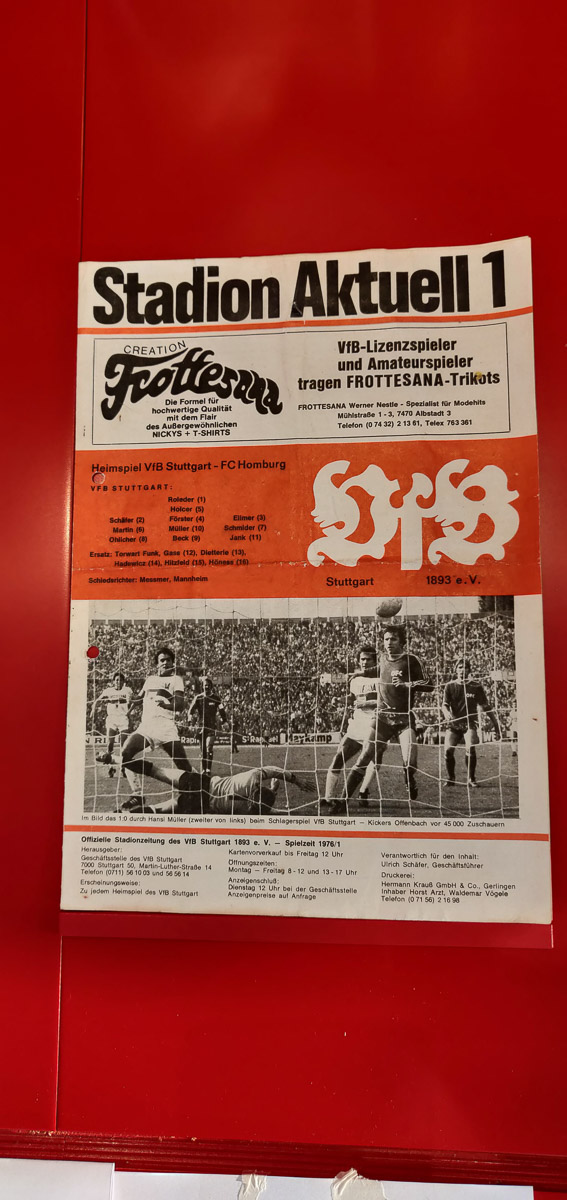 Stadion Aktuell 1
CREATION
Frottesana
Die Formel für
hochwertige Qualität
mit dem Flair
des Außergewöhnlichen
NICKYS + T-SHIRTS
VfB-Lizenzspieler
und Amateurspieler
tragen FROTTESANA-Trikots
FROTTESANA Werner Nestle - Spezialist für Modehits
Mühlstraße 1 - 3, 7470 Albstadt 3
Telefon (0 74 32) 2 13 61, Telex 763 361
Heimspiel VfB Stuttgart - FC Homburg
VFB STUTTGART:
Roleder (1)
Holcer (5)
Schäfer (2) Förster (4) Elmer (3)
Martin (6) Müller (10) Schmider (7)
Ohlicher (8) Beck (9) Jank (11)
Ersatz: Torwart Funk, Gase (12), Dietterle (13),
Hadewicz (14), Hitzfeld (15), Höness (16)
Schiedsrichter: Messmer, Mannheim
VfB
Stuttgart 1893 e. V.
Haykamp
Im Bild das 1:0 durch Hansi Müller (zweiter von links) beim Schlagerspiel VfB Stuttgart — Kickers Offenbach vor 45 000 Zuschauern
Offizielle Stadionzeitung des VfB Stuttgart 1893 e. V. — Spielzeit 1976/1
Herausgeber:
Geschäftsstelle des VfB Stuttgart
7000 Stuttgart 50, Martin-Luther-Straße 14
Telefon (0711) 56 10 03 und 56 56 14
Erscheinungsweise:
Zu jedem Heimspiel des VfB Stuttgart
Kartenvorverkauf bis Freitag 12 Uhr
Öffnungszeiten:
Montag — Freitag 8 - 12 und 13 - 17 Uhr
Anzeigenschluß:
Dienstag 12 Uhr bei der Geschäftsstelle
Anzeigenpreise auf Anfrage
Verantwortlich für den Inhalt:
Ulrich Schäfer, Geschäftsführer
Druckerei:
Hermann Krauß GmbH & Co., Gerlingen
Inhaber Horst Arzt, Waldemar Vögele
Telefon (0 71 56) 2 16 98